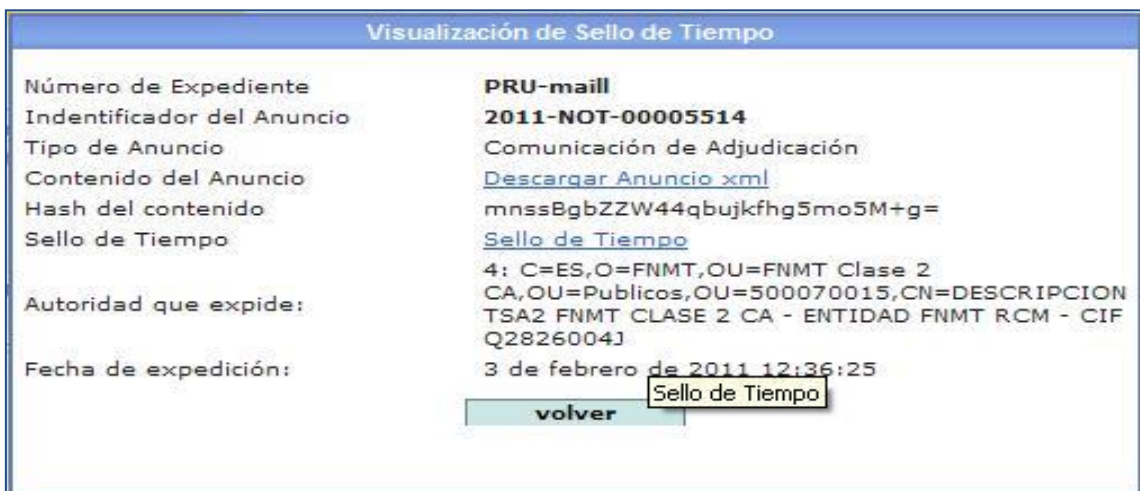 Visualización de Sello de Tiempo
Número de Expediente PRU-maill
Indentificador del Anuncio 2011-NOT-00005514
Tipo de Anuncio Comunicación de Adjudicación
Contenido del Anuncio Descargar Anuncio xml
Hash del contenido mnssBgbZZW44qbujkfhg5mo5M+g=
Sello de Tiempo Sello de Tiempo
Autoridad que expide: 4: C=ES,O=FNMT,OU=FNMT Clase 2
CA,OU=Publicos,OU=500070015,CN=DESCRIPCION
TSA2 FNMT CLASE 2 CA - ENTIDAD FNMT RCM - CIF
Q2826004J
Fecha de expedición: 3 de febrero de 2011 12:36:25
Sello de Tiempo
volver